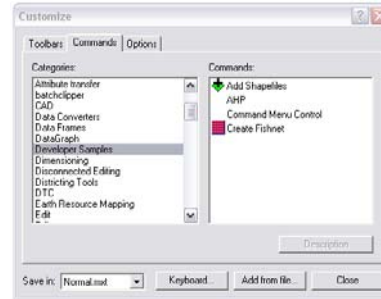 Customize
Toolbars Commands Options
Categories:
Attribute transfer
batchclipper
CAD
Data Converters
Data Frames
DataGraph
Developer Samples
Dimensioning
Disconnected Editing
Districting Tools
DTC
Earth Resource Mapping
Edit
Commands:
Add Shapefiles
AHP
Command Menu Control
Create Fishnet
Description
Save in: Normal.mxt Keyboard... Add from file... Close